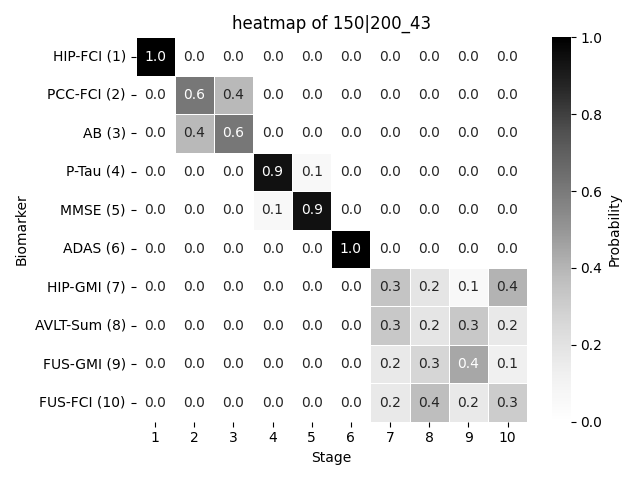 heatmap of 150|200_43
HIP-FCI (1) 1.0 0.0 0.0 0.0 0.0 0.0 0.0 0.0 0.0 0.0
PCC-FCI (2) 0.0 0.6 0.4 0.0 0.0 0.0 0.0 0.0 0.0 0.0
AB (3) 0.0 0.4 0.6 0.0 0.0 0.0 0.0 0.0 0.0 0.0
P-Tau (4) 0.0 0.0 0.0 0.9 0.1 0.0 0.0 0.0 0.0 0.0
MMSE (5) 0.0 0.0 0.0 0.1 0.9 0.0 0.0 0.0 0.0 0.0
ADAS (6) 0.0 0.0 0.0 0.0 0.0 1.0 0.0 0.0 0.0 0.0
HIP-GMI (7) 0.0 0.0 0.0 0.0 0.0 0.0 0.3 0.2 0.1 0.4
AVLT-Sum (8) 0.0 0.0 0.0 0.0 0.0 0.0 0.3 0.2 0.3 0.2
FUS-GMI (9) 0.0 0.0 0.0 0.0 0.0 0.0 0.2 0.3 0.4 0.1
FUS-FCI (10) 0.0 0.0 0.0 0.0 0.0 0.0 0.2 0.4 0.2 0.3
1 2 3 4 5 6 7 8 9 10
Stage
Biomarker
1.0
0.8
0.6
0.4
0.2
0.0
Probability